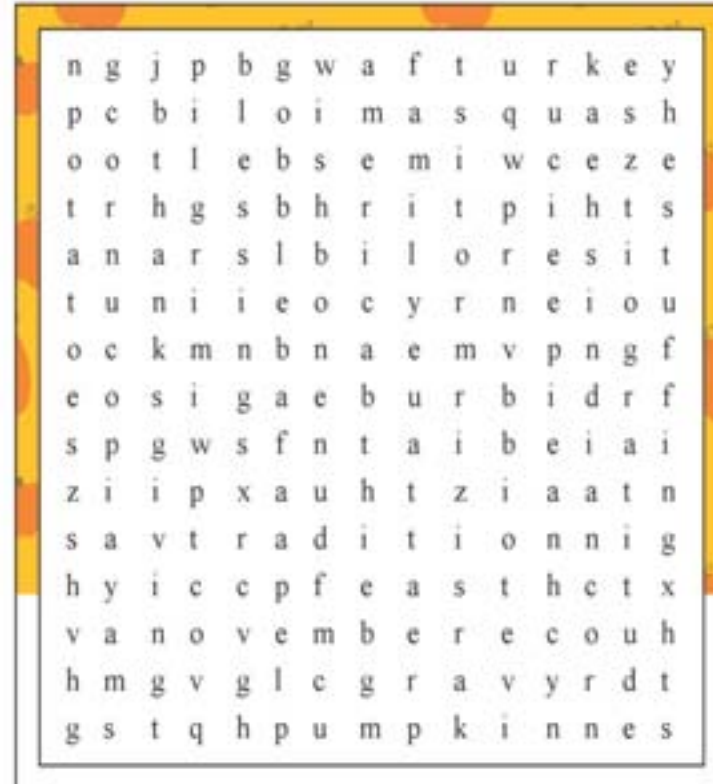 n g j p b g w a f t u r k e y
p c b i l o i m a s q u a s h
o o t l e b s e m i w c e z e
t r h g s b h r i t p i h t s
a n a r s l b i l o r e s i t
t u n i i e o c y r n e i o u
o c k m n b n a e m v p n g f
e o s i g a e b u r b i d r f
s p g w s f n t a i b e i a i
z i i p x a u h t z i a a t n
s a v t r a d i t i o n n i g
h y i c c p f e a s t h c t x
v a n o v e m b e r e c o u h
h m g v g l c g r a v y r d t
g s t q h p u m p k i n n e s